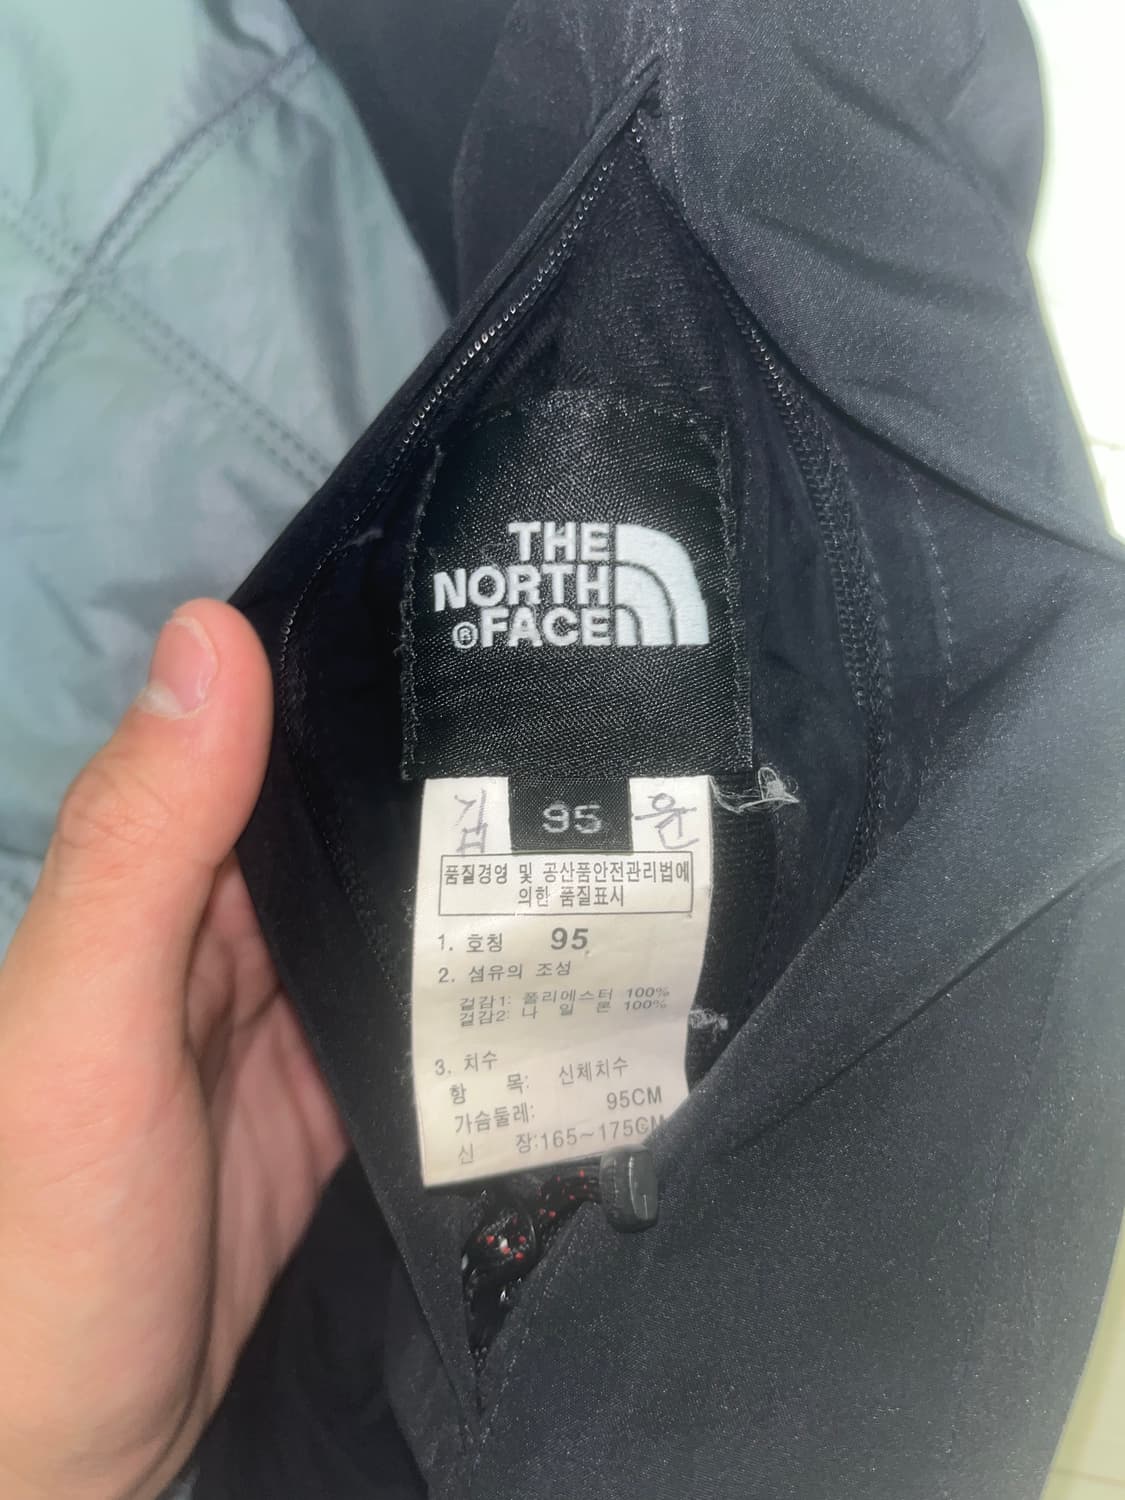 THE
NORTH
®FACE
김 95 윤
품질경영 및 공산품안전관리법에
의한 품질표시
1. 호칭 95
2. 섬유의 조성
겉감1: 폴리에스터 100%
겉감2: 나 일 론 100%
3. 치수
항 목: 신체치수
가슴둘레: 95CM
신 장:165~175CM